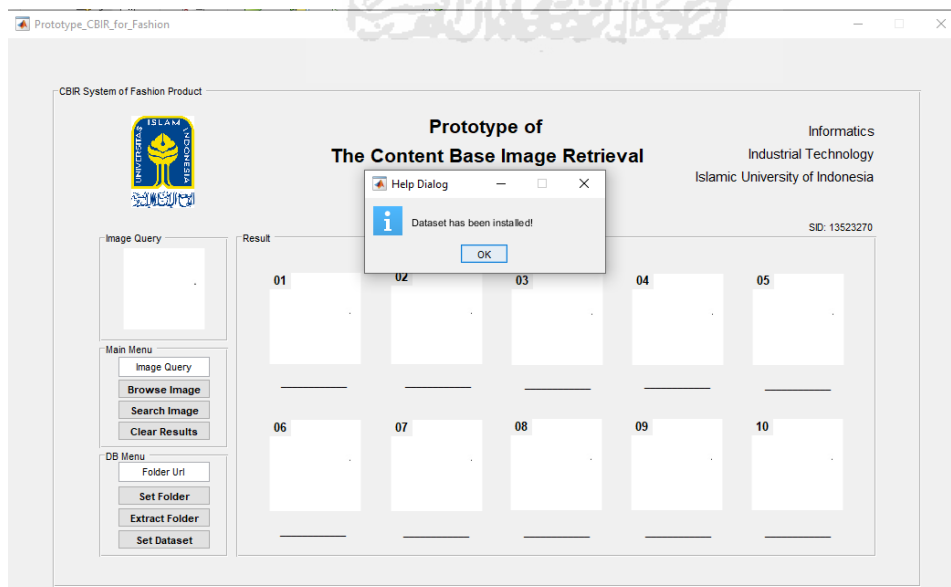 Prototype_CBIR_for_Fashion
CBIR System of Fashion Product
ISLAM
UNIVERSITAS
INDONESIA
Prototype of
The Content Base Image Retrieval
Informatics
Industrial Technology
Islamic University of Indonesia
SID: 13523270
Help Dialog
Dataset has been installed!
OK
Image Query
Result
01
02
03
04
05
06
07
08
09
10
Main Menu
Image Query
Browse Image
Search Image
Clear Results
DB Menu
Folder Url
Set Folder
Extract Folder
Set Dataset